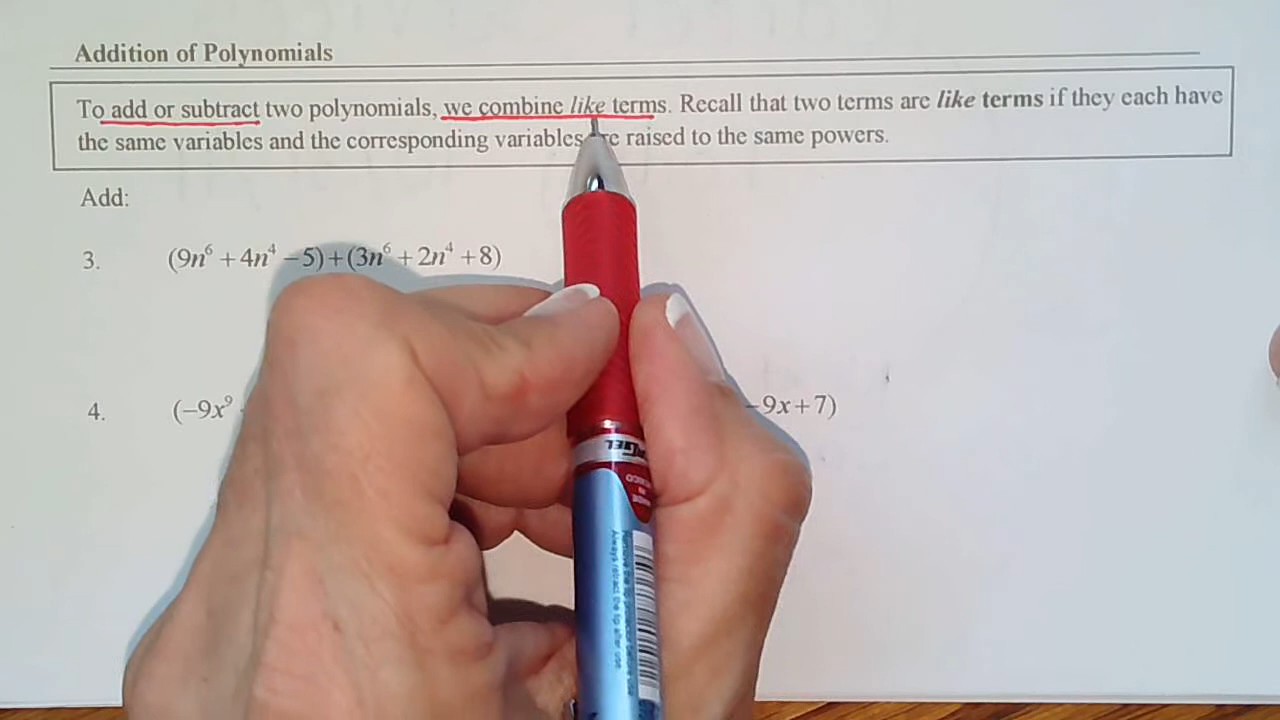 Addition of Polynomials
To add or subtract two polynomials, we combine like terms. Recall that two terms are like terms if they each have
the same variables and the corresponding variables raised to the same powers.
Add:
3. (9n⁶ + 4n⁴ − 5) + (3n⁶ + 2n⁴ + 8)
4. (−9x⁹ − 9x + 7)